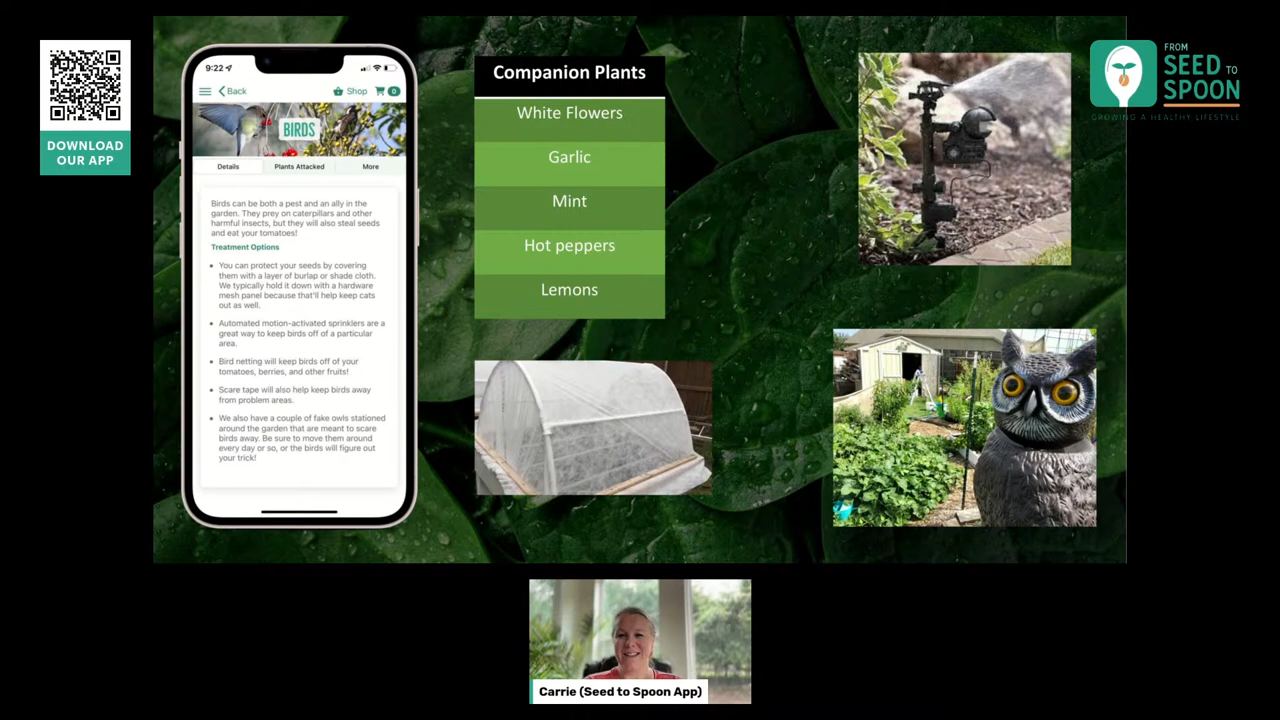 DOWNLOAD
OUR APP
9:22
Back
Shop
0
BIRDS
Details
Plants Attacked
More
Birds can be both a pest and an ally in the
garden. They prey on caterpillars and other
harmful insects, but they will also steal seeds
and eat your tomatoes!
Treatment Options
• You can protect your seeds by covering
them with a layer of burlap or shade cloth.
We typically hold it down with a hardware
mesh panel because that'll help keep cats
out as well.
• Automated motion-activated sprinklers are a
great way to keep birds off of a particular
area.
• Bird netting will keep birds off of your
tomatoes, berries, and other fruits!
• Scare tape will also help keep birds away
from problem areas.
• We also have a couple of fake owls stationed
around the garden that are meant to scare
birds away. Be sure to move them around
every day or so, or the birds will figure out
your trick!
Companion Plants
White Flowers
Garlic
Mint
Hot peppers
Lemons
FROM
SEED TO
SPOON
GROWING A HEALTHY LIFESTYLE
Carrie (Seed to Spoon App)